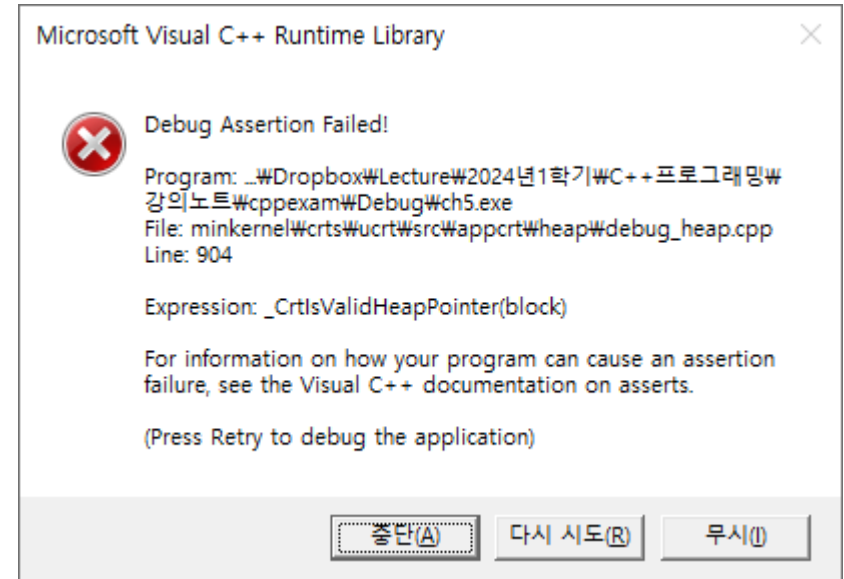 Microsoft Visual C++ Runtime Library
Debug Assertion Failed!
Program: ...₩Dropbox₩Lecture₩2024년1학기₩C++프로그래밍₩
강의노트₩cppexam₩Debug₩ch5.exe
File: minkernel₩crts₩ucrt₩src₩appcrt₩heap₩debug_heap.cpp
Line: 904
Expression: _CrtIsValidHeapPointer(block)
For information on how your program can cause an assertion
failure, see the Visual C++ documentation on asserts.
(Press Retry to debug the application)
중단(A) 다시 시도(R) 무시(I)